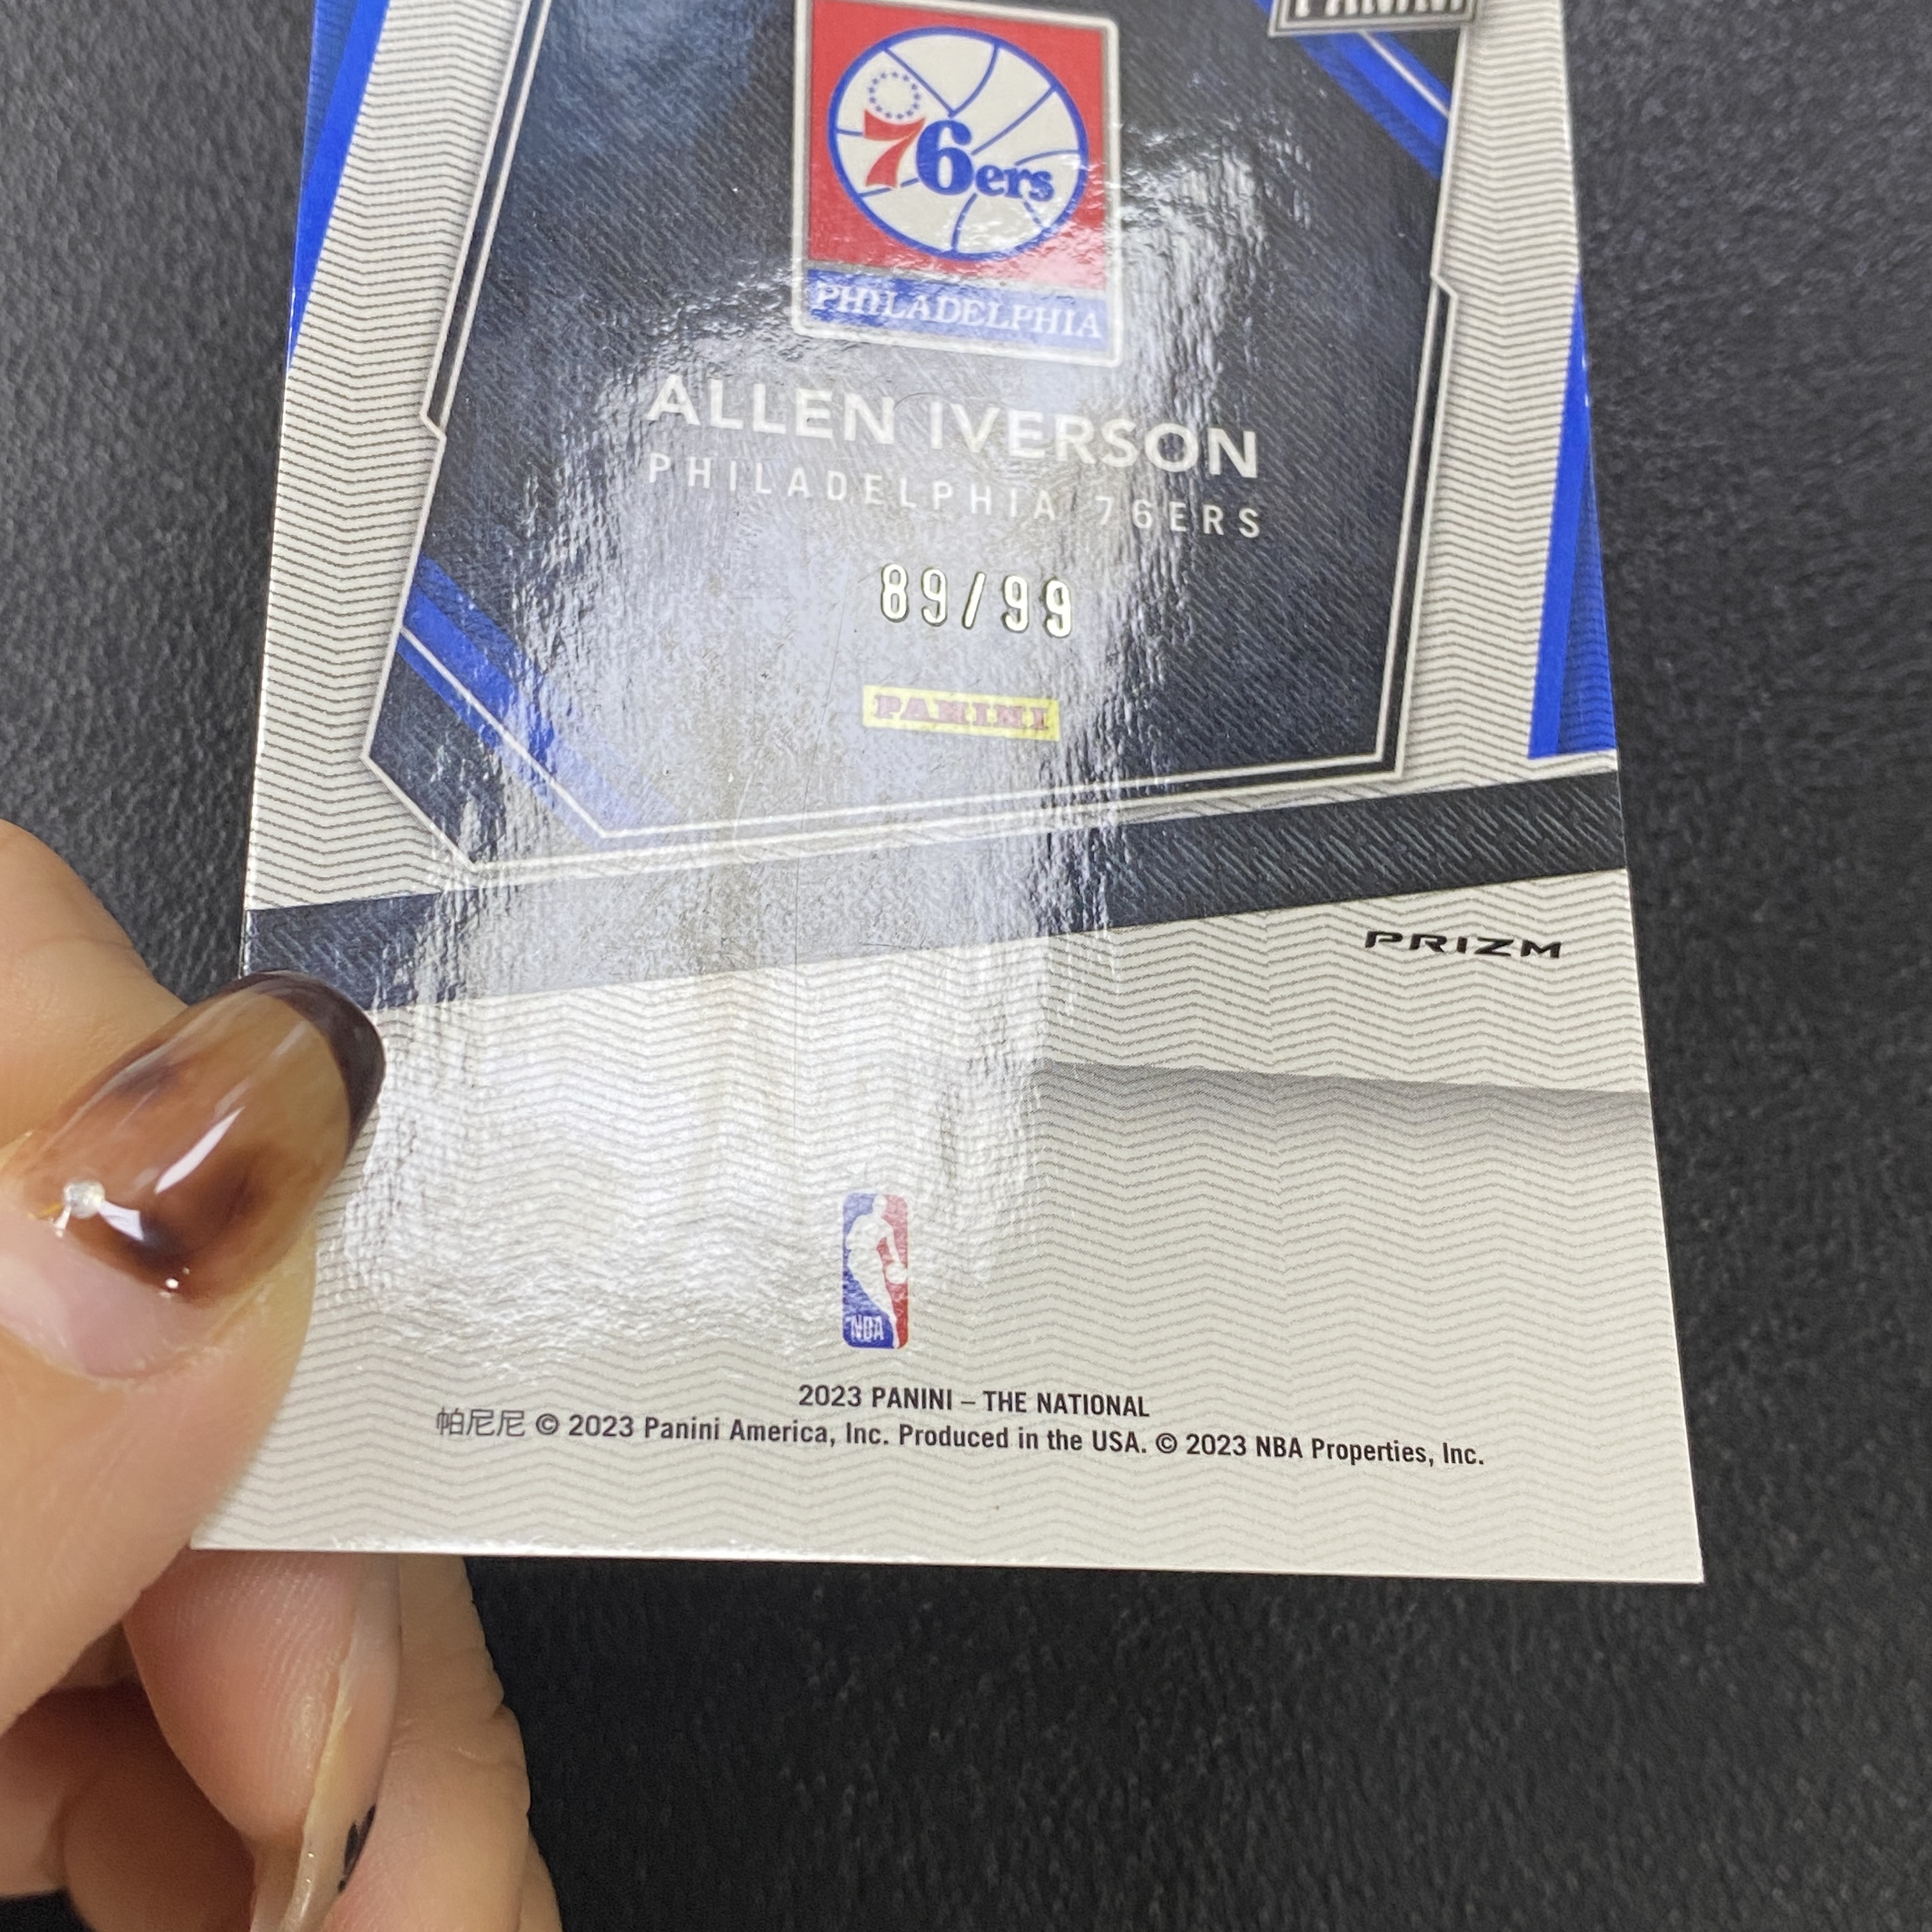 PANINI
76ers
PHILADELPHIA
ALLEN IVERSON
PHILADELPHIA 76ERS
89/99
PANINI
PRIZM
NBA
2023 PANINI – THE NATIONAL
帕尼尼 © 2023 Panini America, Inc. Produced in the USA. © 2023 NBA Properties, Inc.